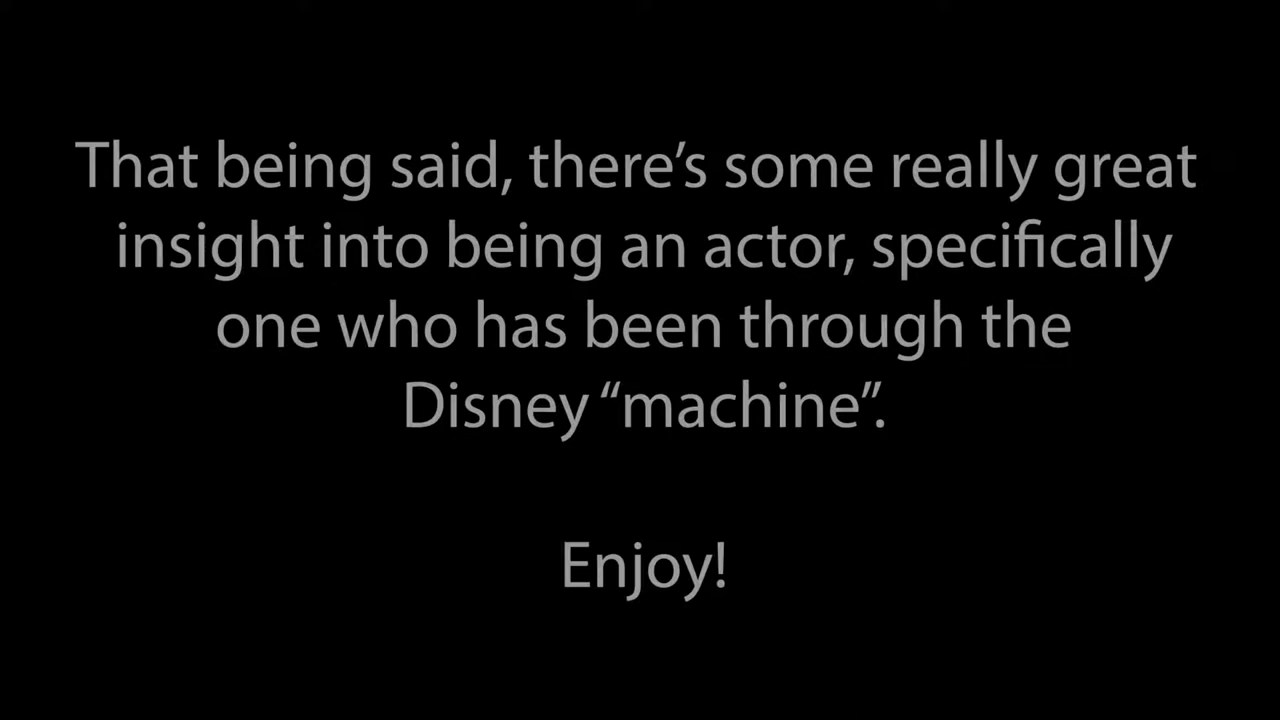 That being said, there’s some really great
insight into being an actor, specifically
one who has been through the
Disney “machine”.
Enjoy!